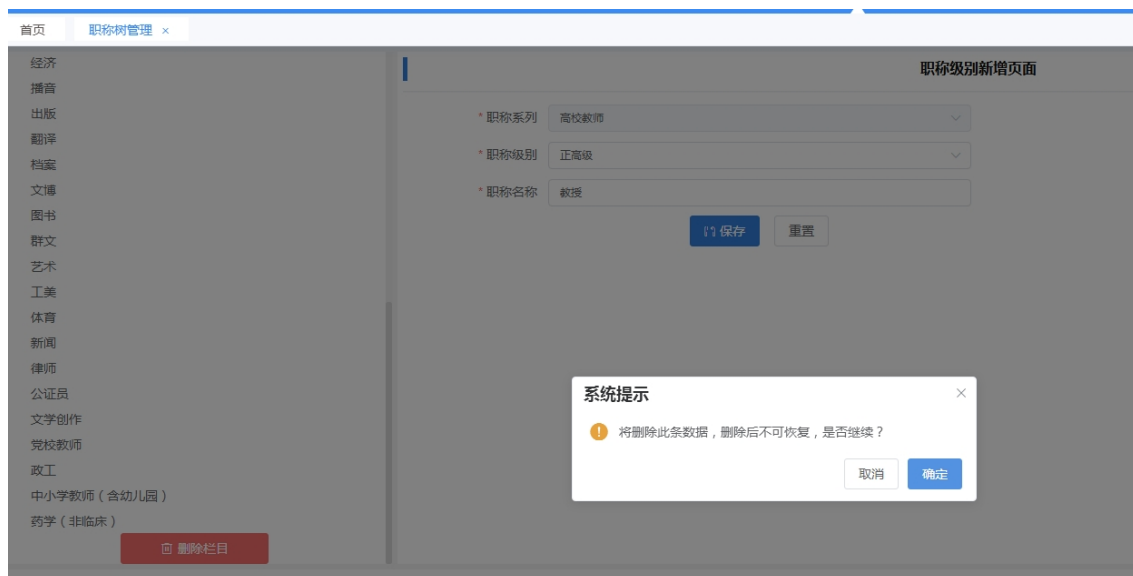 首页 职称树管理 ×
经济
播音
出版
翻译
档案
文博
图书
群文
艺术
工美
体育
新闻
律师
公证员
文学创作
党校教师
政工
中小学教师（含幼儿园）
药学（非临床）
删除栏目
职称级别新增页面
* 职称系列 高校教师
* 职称级别 正高级
* 职称名称 教授
保存 重置
系统提示 ×
将删除此条数据，删除后不可恢复，是否继续？
取消 确定